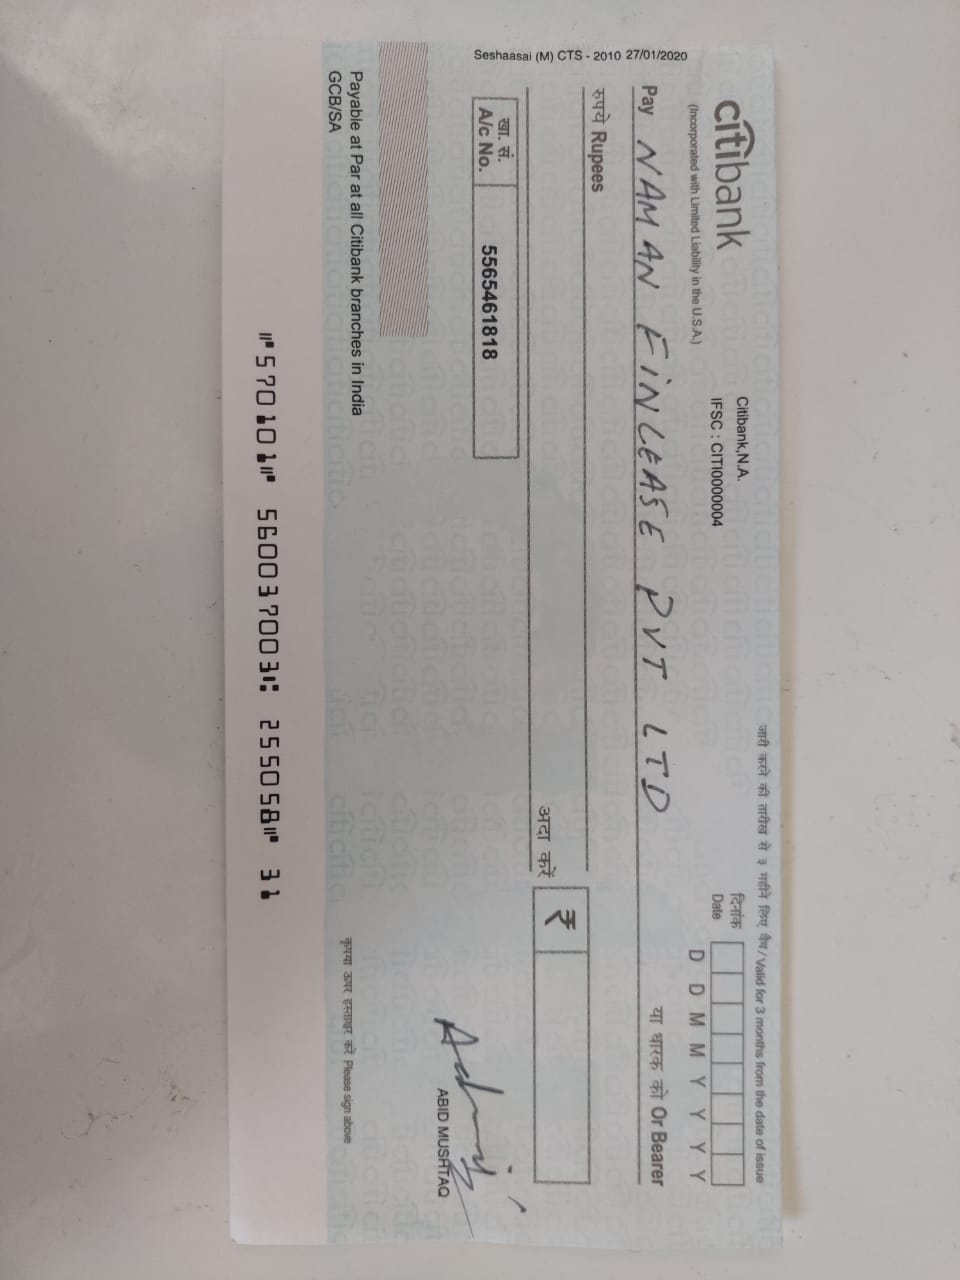 Seshaasai (M) CTS - 2010 27/01/2020
जारी करने की तारीख से ३ महीने लिए वैध / Valid for 3 months from the date of issue
citibank
Citibank,N.A.
IFSC : CITI0000004
(Incorporated with Limited Liability in the U.S.A.)
दिनांक
Date
D D M M Y Y Y Y
Pay NAMAN FINLEASE PVT LTD या धारक को Or Bearer
रुपये Rupees
अदा करें ₹
खा. सं.
A/c No. 5565461818
ABID MUSHTAQ
Payable at Par at all Citibank branches in India
GCB/SA
कृपया ऊपर हस्ताक्षर करें Please sign above
⑈570101⑈ 560037003⑆ 255058⑈ 31